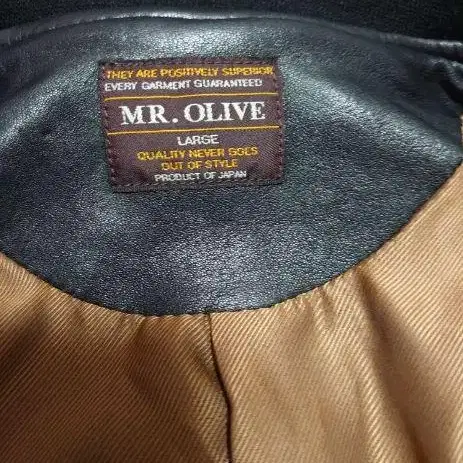 THEY ARE POSITIVELY SUPERIOR
EVERY GARMENT GUARANTEED
MR. OLIVE
LARGE
QUALITY NEVER GOES
OUT OF STYLE
PRODUCT OF JAPAN